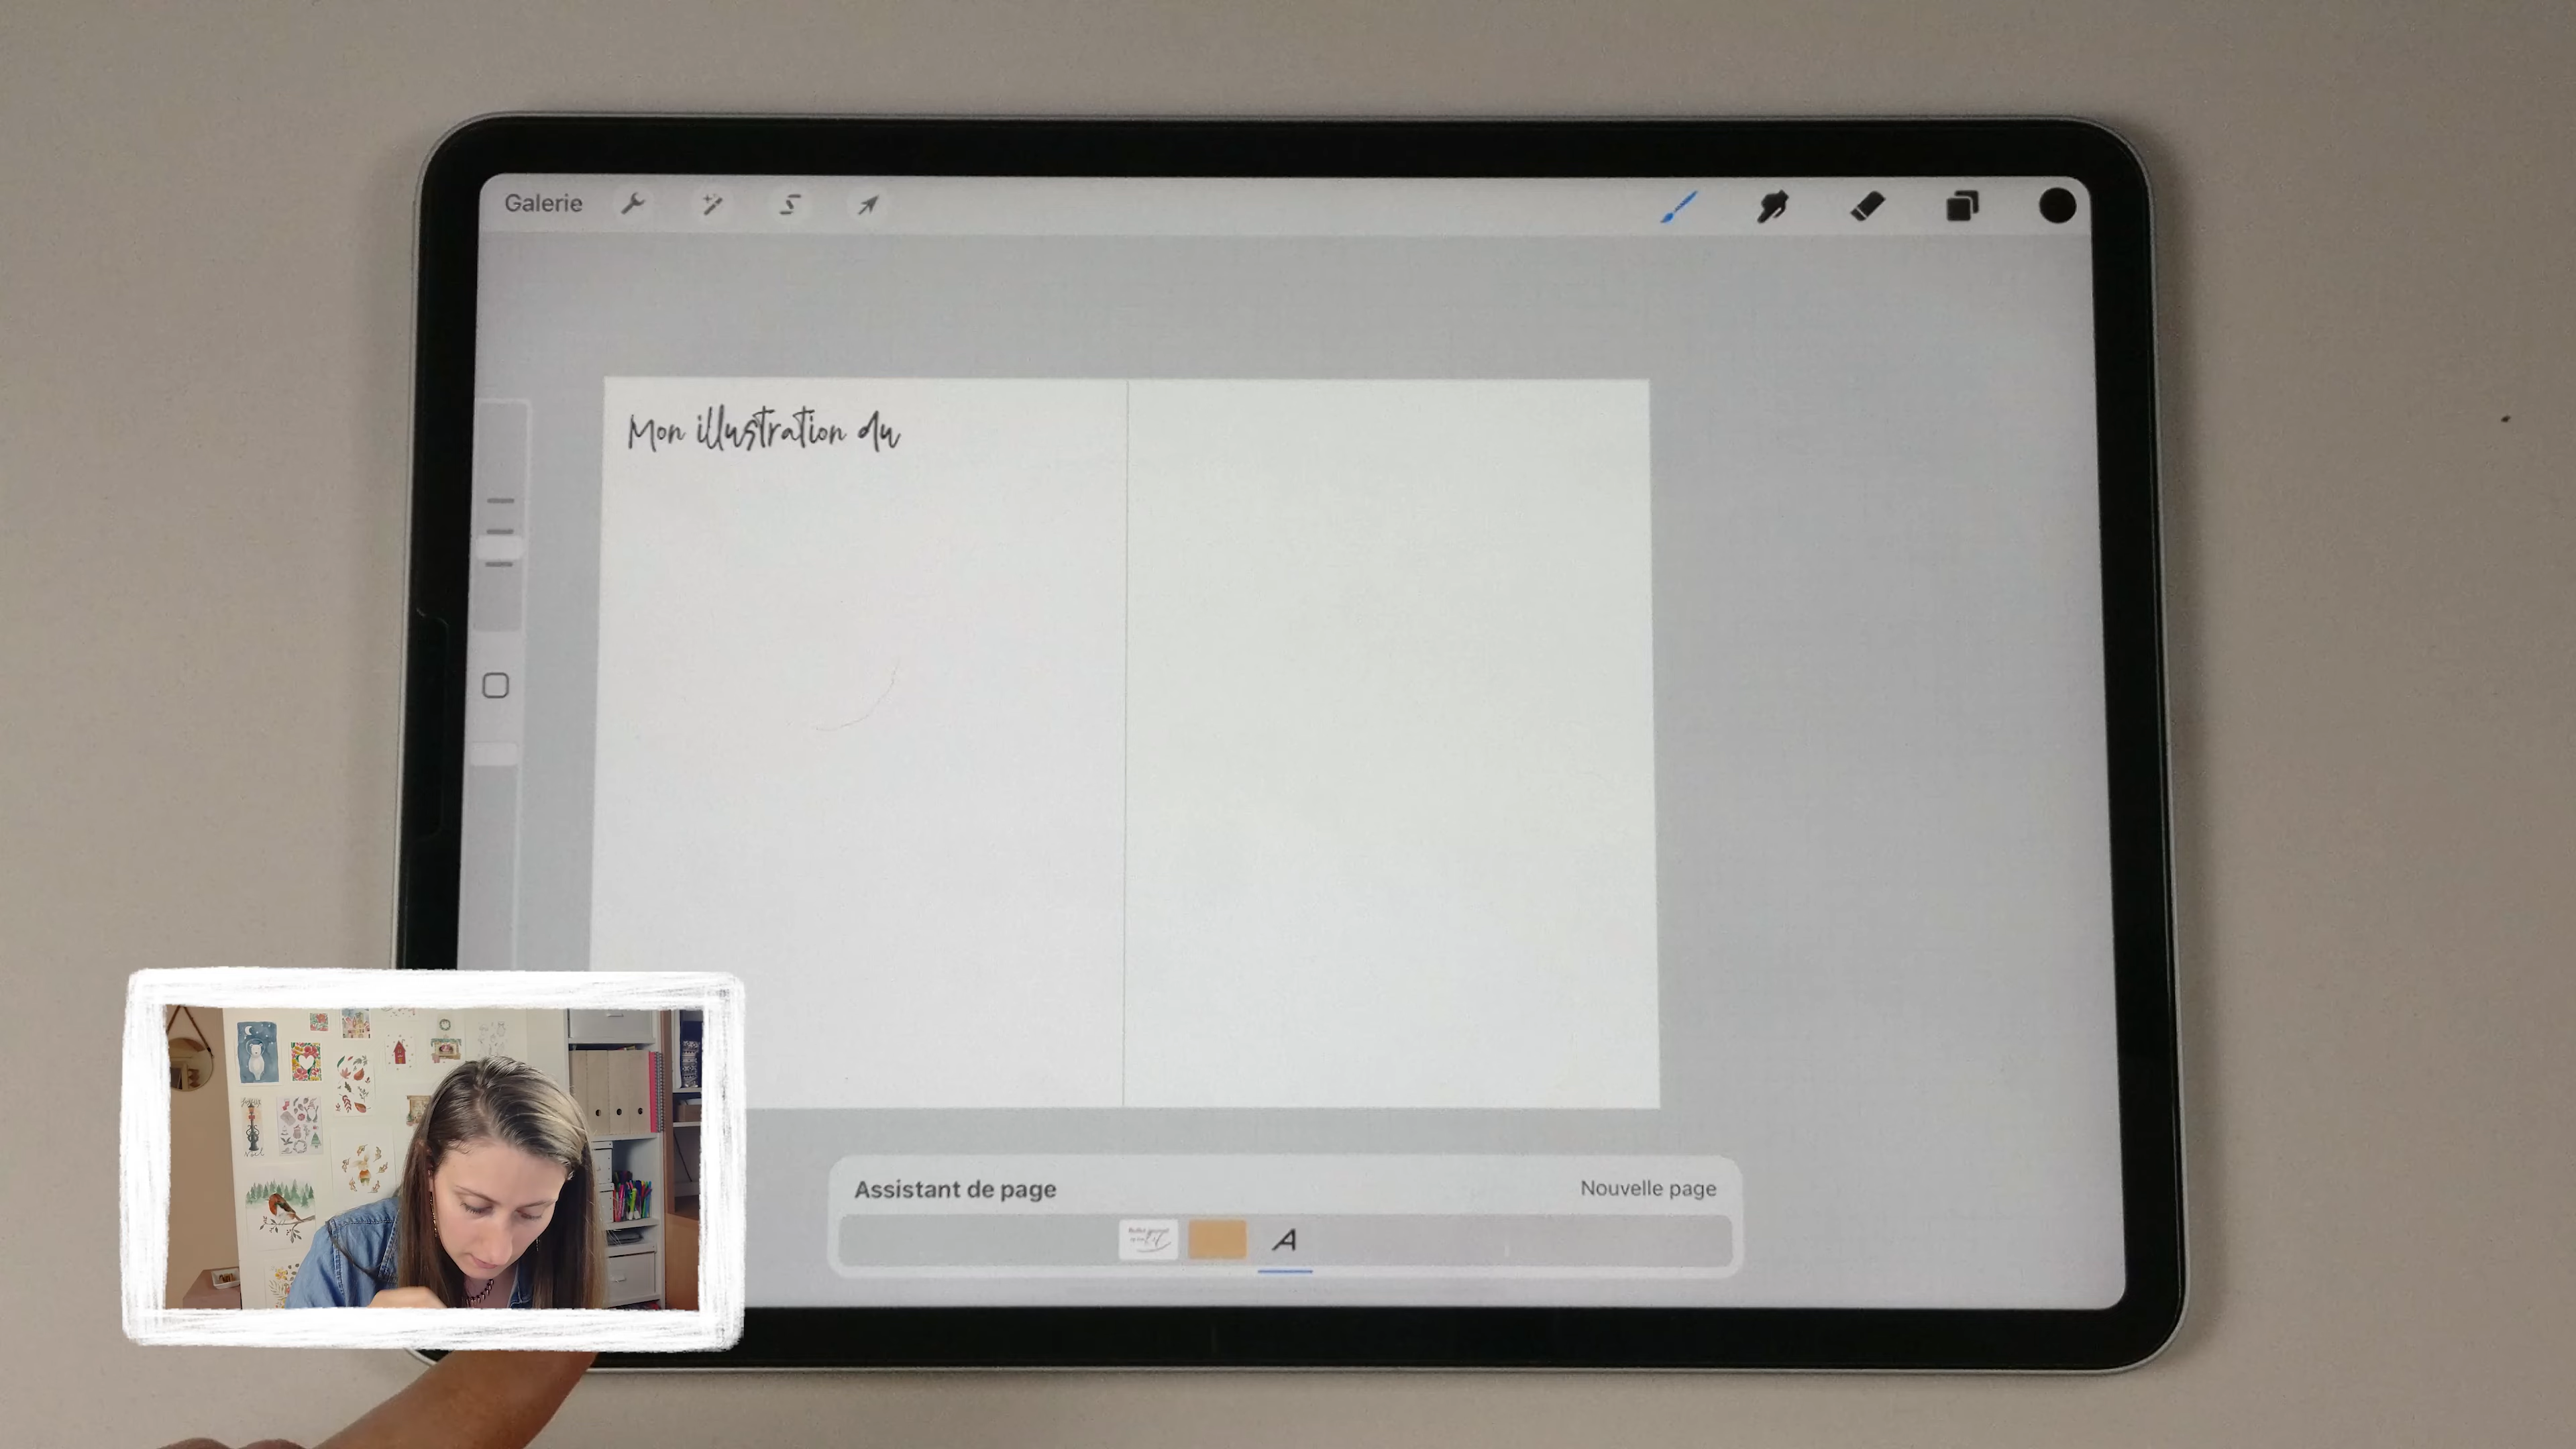 Galerie
Mon illustration du
Assistant de page
Nouvelle page
A